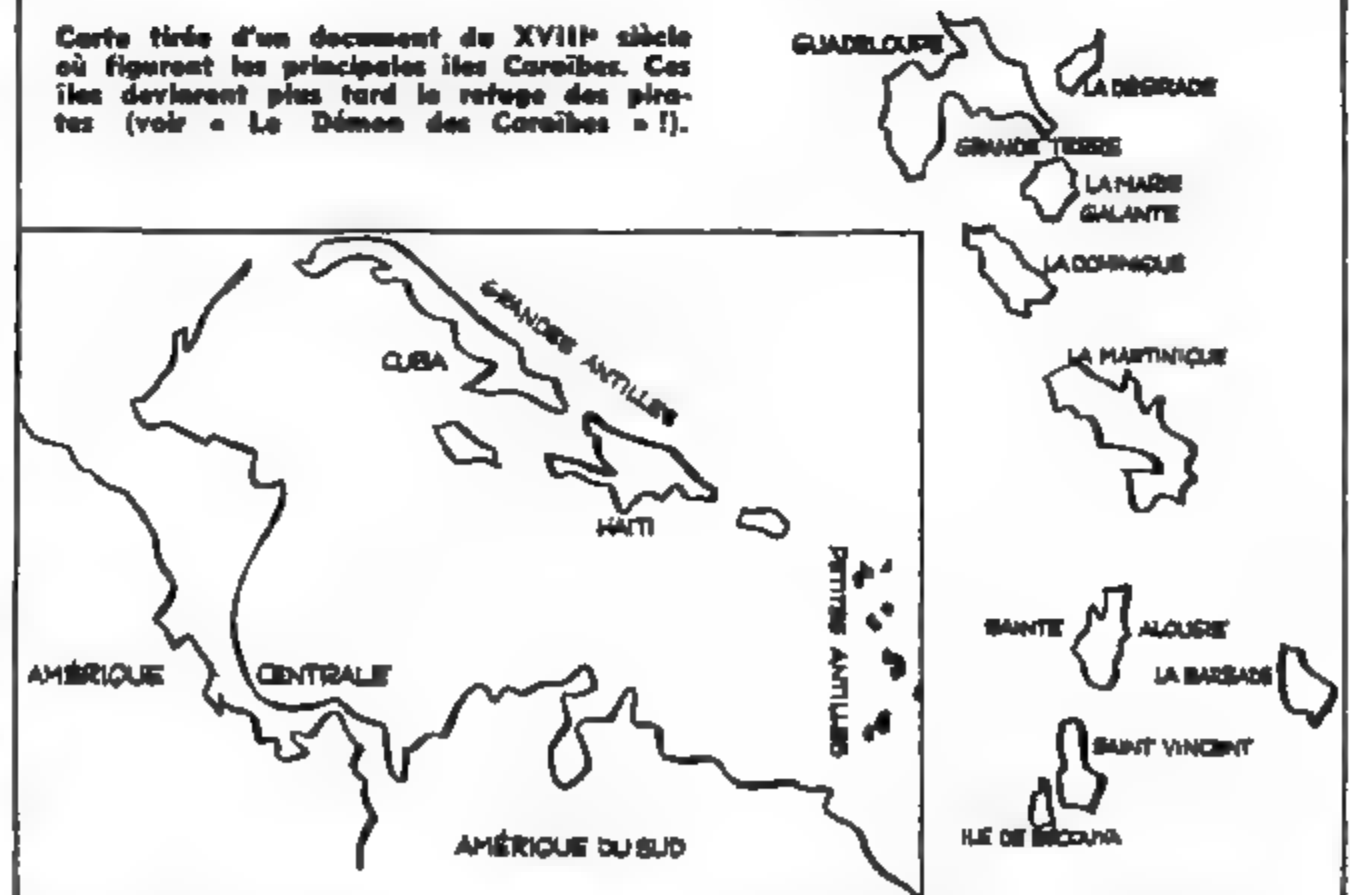 Carte tirée d'un document du XVIIIe siècle
où figurent les principales îles Caraïbes. Ces
îles devinrent plus tard le refuge des pira-
tes (voir « Le Démon des Caraïbes » !).
GUADELOUPE
LA DÉSIRADE
GRANDE TERRE
LA MARIE
GALANTE
LA DOMINIQUE
GRANDES ANTILLES
CUBA
LA MARTINIQUE
HAITI
PETITES ANTILLES
SAINTE ALOUSIE
LA BARBADE
AMÉRIQUE CENTRALE
SAINT VINCENT
ILE DE
AMÉRIQUE DU SUD